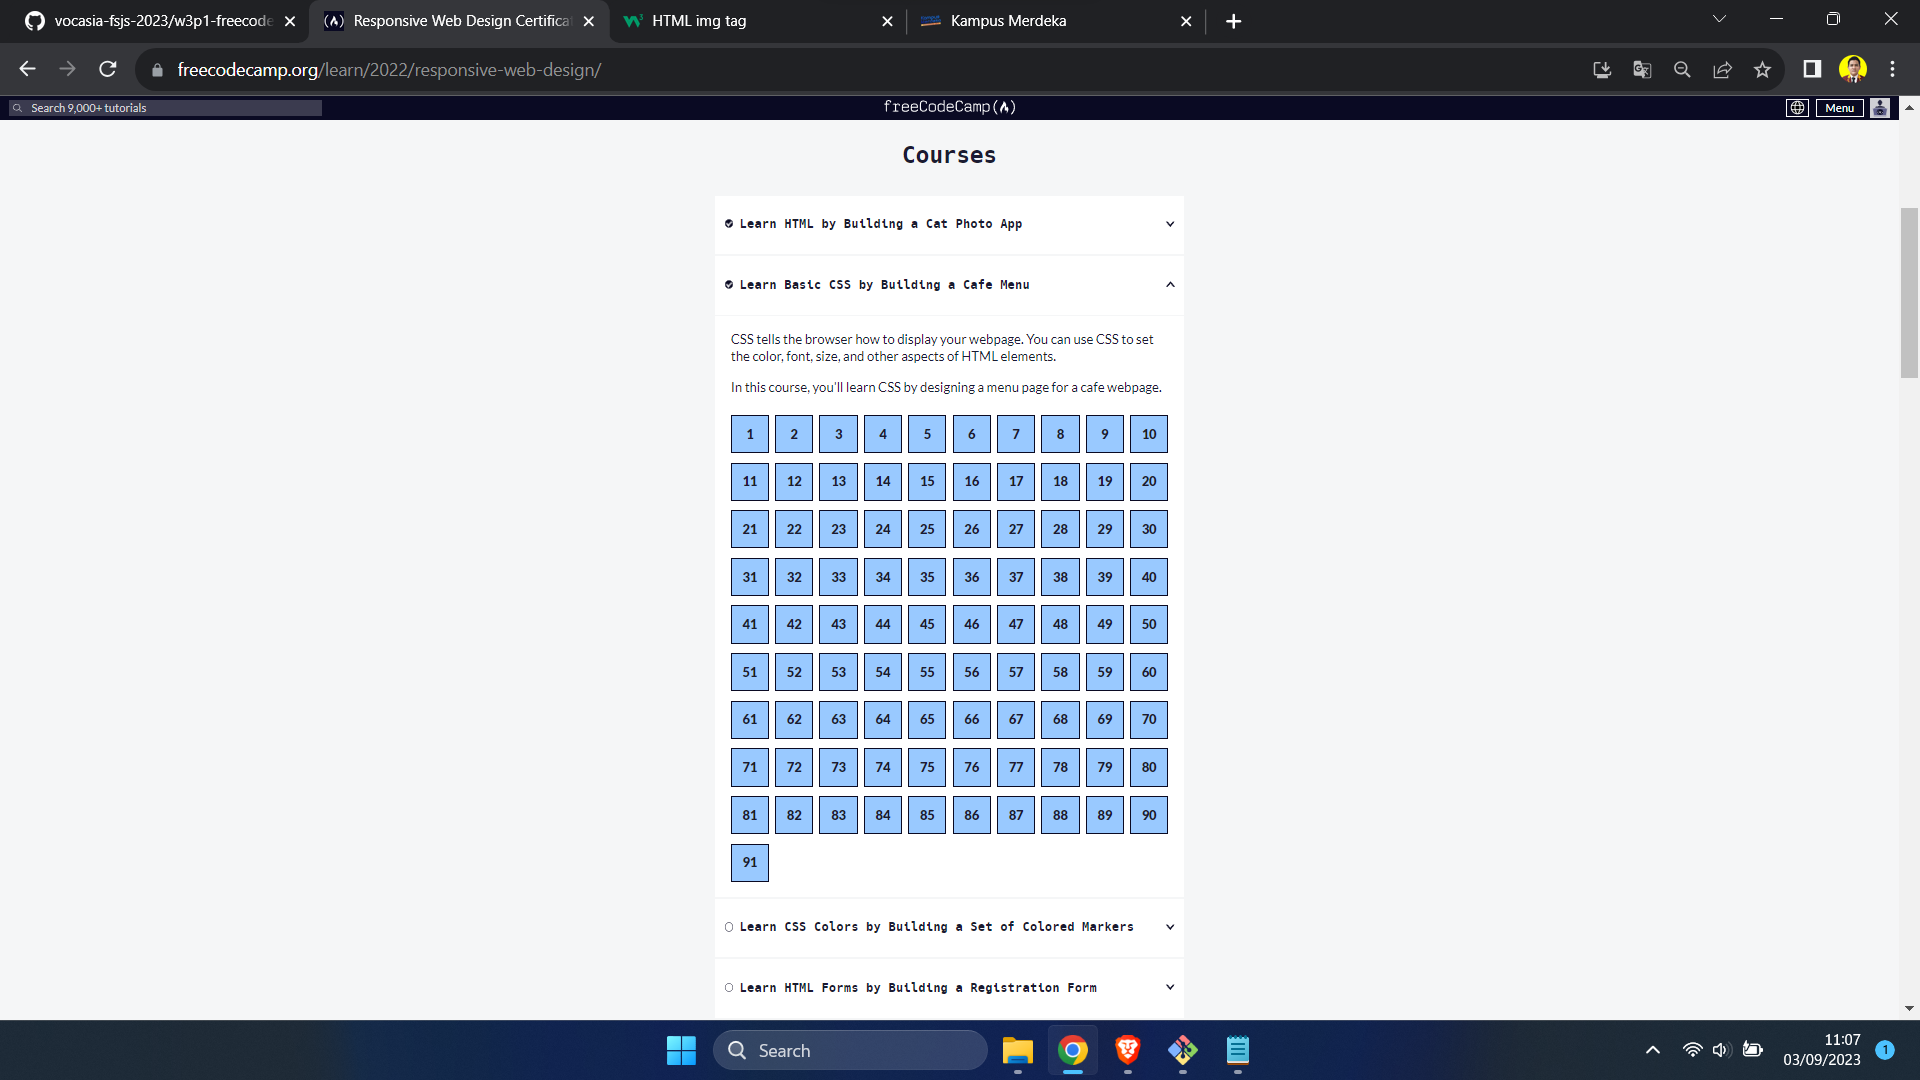 vocasia-fsjs-2023/w3p1-freecode
Responsive Web Design Certifica
HTML img tag
Kampus Merdeka
freecodecamp.org/learn/2022/responsive-web-design/
Search 9,000+ tutorials
freeCodeCamp
Menu
Courses
Learn HTML by Building a Cat Photo App
Learn Basic CSS by Building a Cafe Menu
CSS tells the browser how to display your webpage. You can use CSS to set
the color, font, size, and other aspects of HTML elements.
In this course, you'll learn CSS by designing a menu page for a cafe webpage.
1 2 3 4 5 6 7 8 9 10
11 12 13 14 15 16 17 18 19 20
21 22 23 24 25 26 27 28 29 30
31 32 33 34 35 36 37 38 39 40
41 42 43 44 45 46 47 48 49 50
51 52 53 54 55 56 57 58 59 60
61 62 63 64 65 66 67 68 69 70
71 72 73 74 75 76 77 78 79 80
81 82 83 84 85 86 87 88 89 90
91
Learn CSS Colors by Building a Set of Colored Markers
Learn HTML Forms by Building a Registration Form
Search
11:07
03/09/2023
1